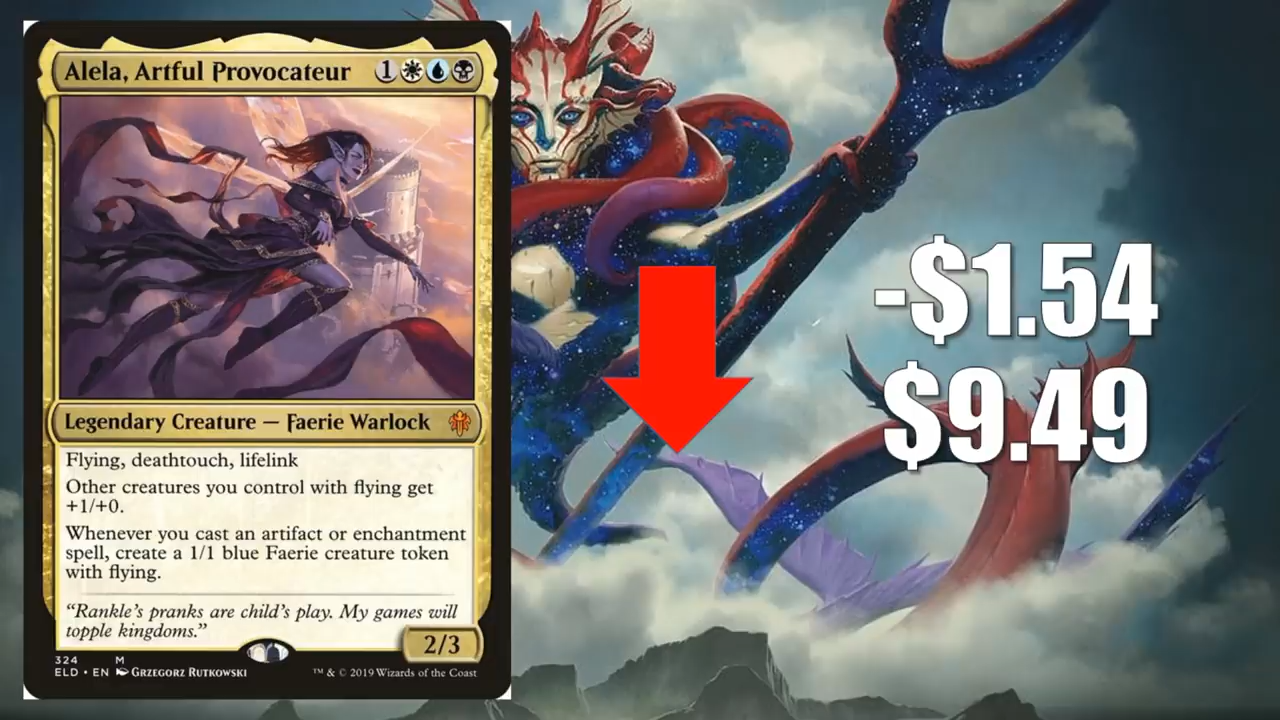 Alela, Artful Provocateur 1
Legendary Creature — Faerie Warlock
Flying, deathtouch, lifelink
Other creatures you control with flying get
+1/+0.
Whenever you cast an artifact or enchantment
spell, create a 1/1 blue Faerie creature token
with flying.
“Rankle’s pranks are child’s play. My games will
topple kingdoms.”
2/3
324 M
ELD • EN Grzegorz Rutkowski
™ & © 2019 Wizards of the Coast
-$1.54
$9.49